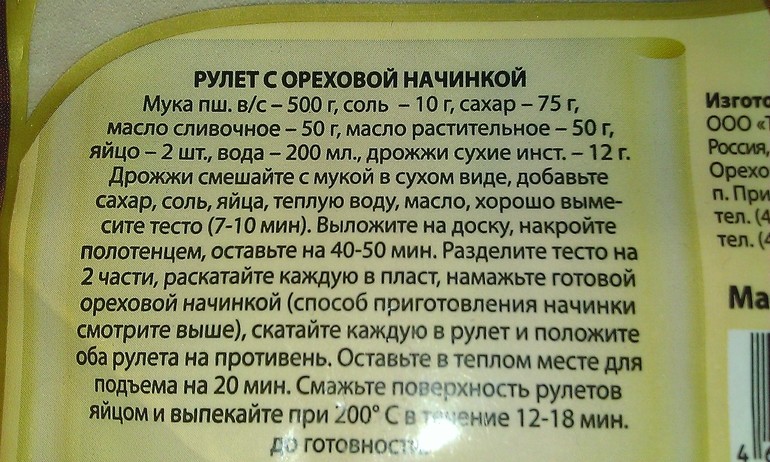 РУЛЕТ С ОРЕХОВОЙ НАЧИНКОЙ
Мука пш. в/с – 500 г, соль – 10 г, сахар – 75 г,
масло сливочное – 50 г, масло растительное – 50 г,
яйцо – 2 шт., вода – 200 мл., дрожжи сухие инст. – 12 г.
Дрожжи смешайте с мукой в сухом виде, добавьте
сахар, соль, яйца, теплую воду, масло, хорошо выме-
сите тесто (7-10 мин). Выложите на доску, накройте
полотенцем, оставьте на 40-50 мин. Разделите тесто на
2 части, раскатайте каждую в пласт, намажьте готовой
ореховой начинкой (способ приготовления начинки
смотрите выше), скатайте каждую в рулет и положите
оба рулета на противень. Оставьте в теплом месте для
подъема на 20 мин. Смажьте поверхность рулетов
яйцом и выпекайте при 200° С в течение 12-18 мин.
до готовности.
Изгото
ООО «Т
Россия,
Орехо
п. При
тел. (4
тел. (4
Ма
4 6